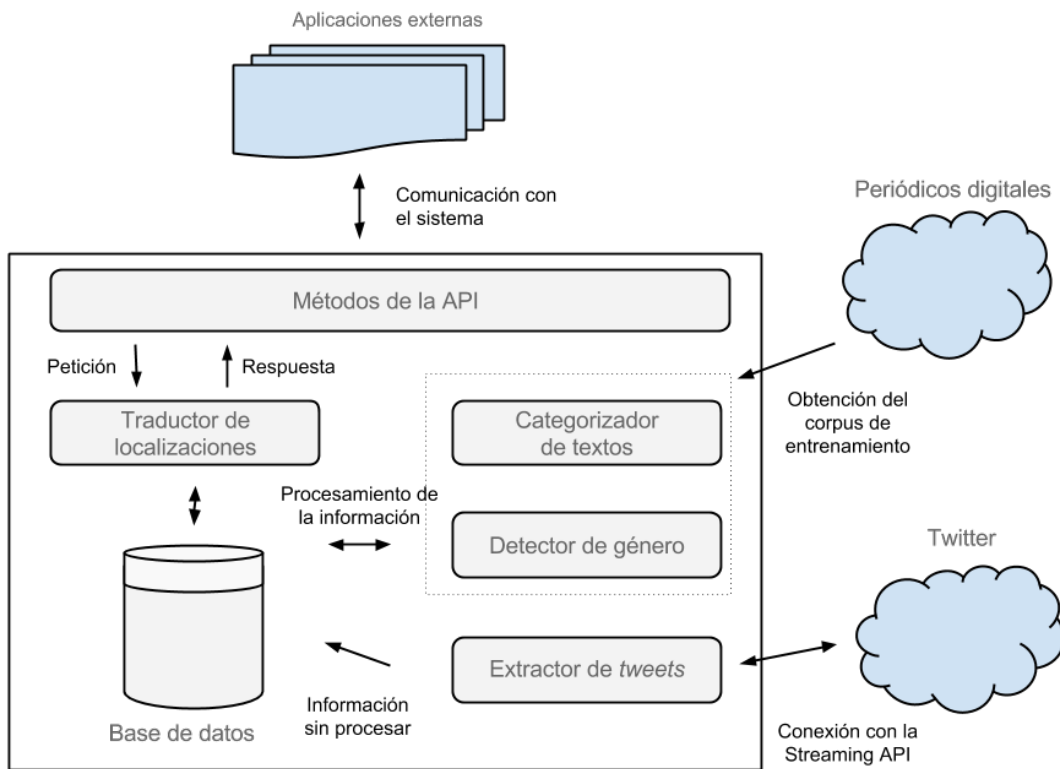 Aplicaciones externas
Comunicación con
el sistema
Periódicos digitales
Métodos de la API
Petición
Respuesta
Traductor de
localizaciones
Categorizador
de textos
Obtención del
corpus de
entrenamiento
Procesamiento de
la información
Detector de género
Twitter
Extractor de tweets
Información
sin procesar
Base de datos
Conexión con la
Streaming API